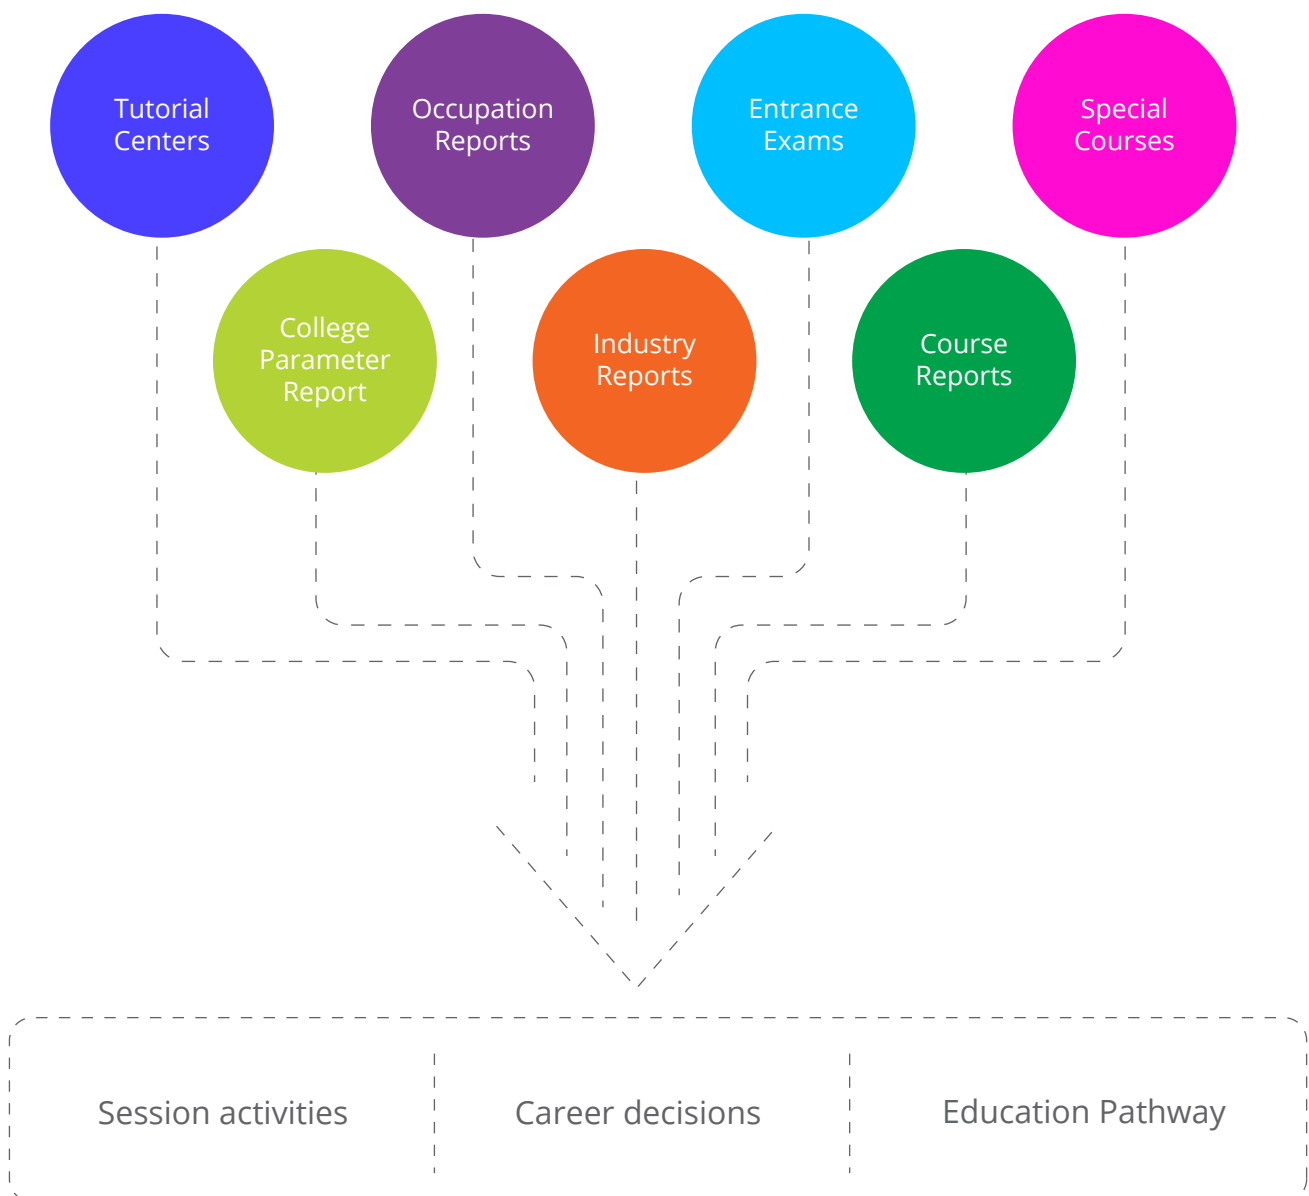 Tutorial
Centers
Occupation
Reports
Entrance
Exams
Special
Courses
College
Parameter
Report
Industry
Reports
Course
Reports
Session activities
Career decisions
Education Pathway